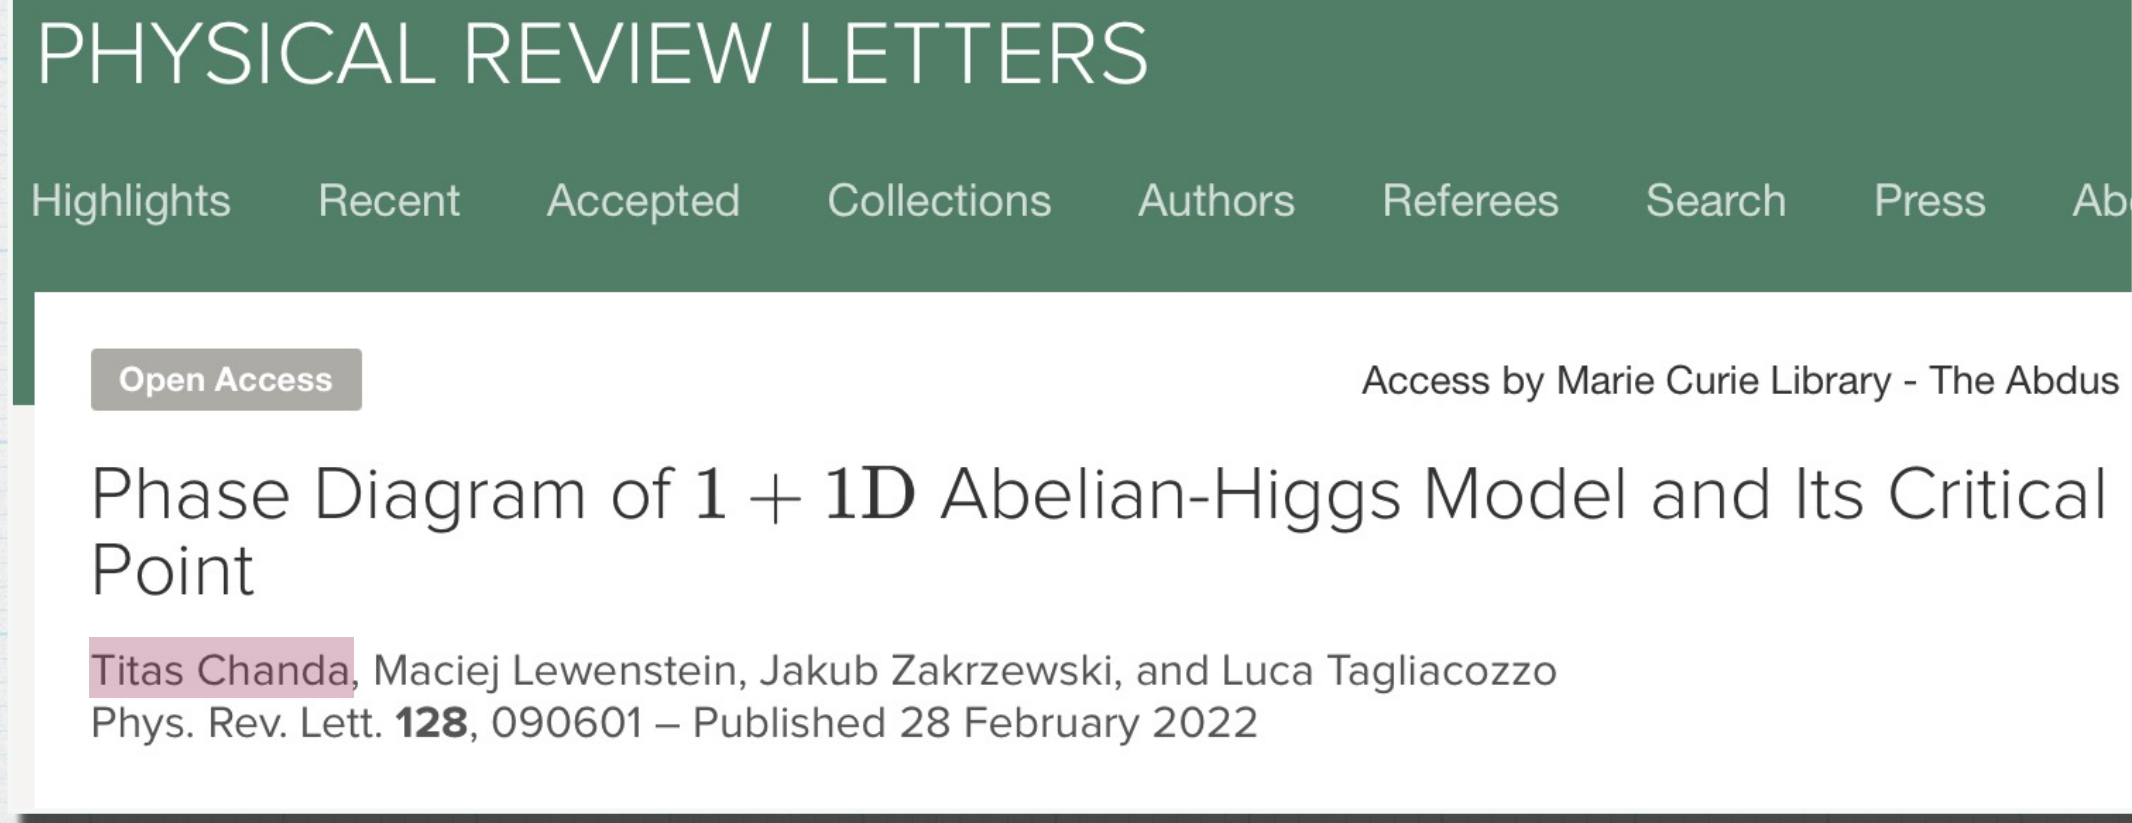 PHYSICAL REVIEW LETTERS
Highlights Recent Accepted Collections Authors Referees Search Press
Open Access
Access by Marie Curie Library - The Abdus
Phase Diagram of 1 + 1D Abelian-Higgs Model and Its Critical
Point
Titas Chanda, Maciej Lewenstein, Jakub Zakrzewski, and Luca Tagliacozzo
Phys. Rev. Lett. 128, 090601 – Published 28 February 2022